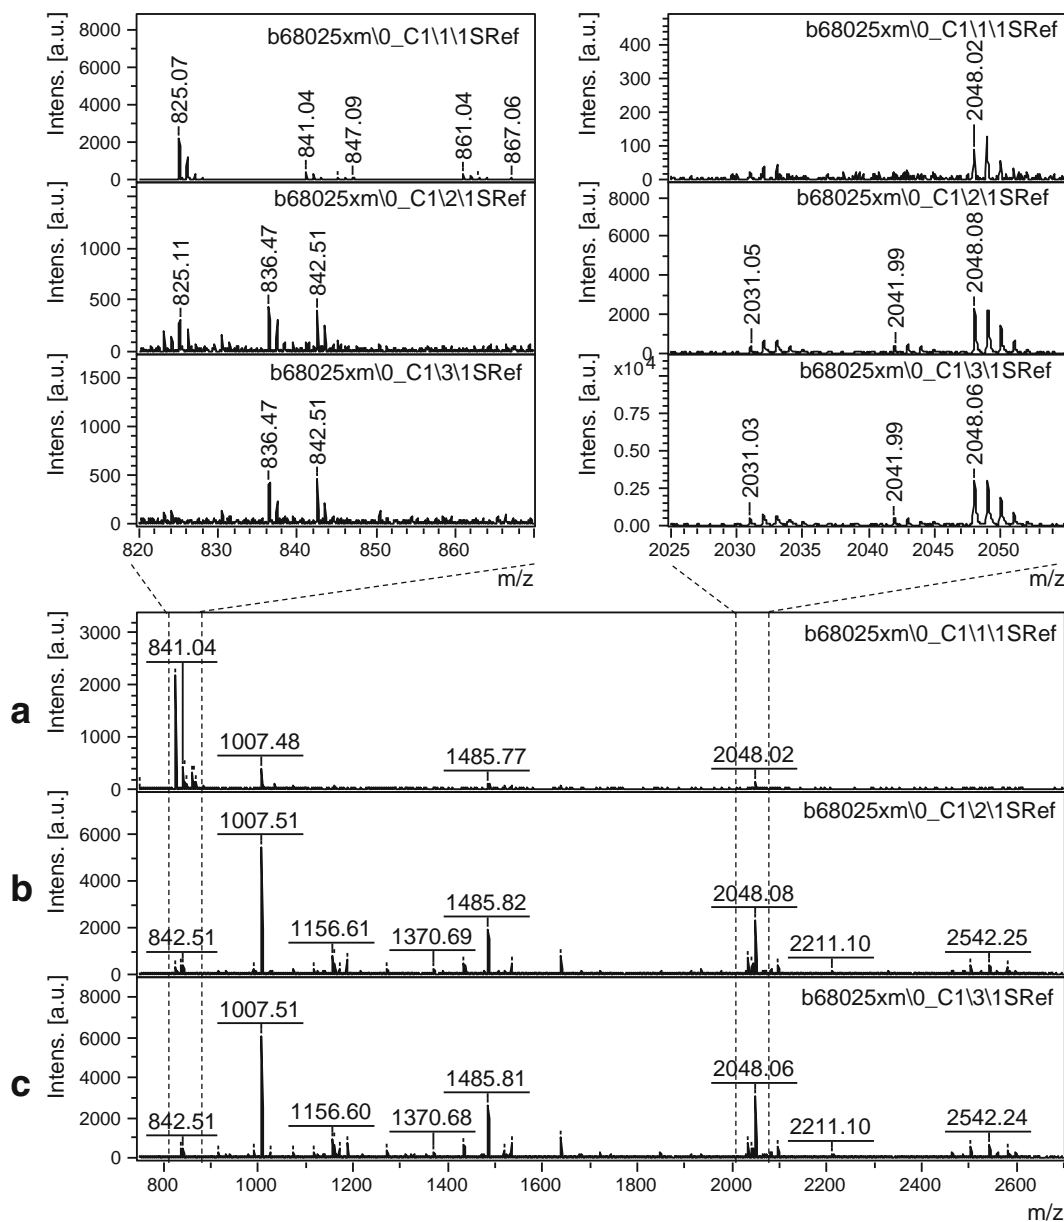 b68025xm\0_C1\1\1SRef
Intens. [a.u.]
8000
6000
4000
2000
0
825.07
841.04
847.09
861.04
867.06
b68025xm\0_C1\2\1SRef
Intens. [a.u.]
1000
500
0
825.11
836.47
842.51
b68025xm\0_C1\3\1SRef
Intens. [a.u.]
1500
1000
500
0
836.47
842.51
820 830 840 850 860
m/z
b68025xm\0_C1\1\1SRef
Intens. [a.u.]
400
300
200
100
0
2048.02
b68025xm\0_C1\2\1SRef
Intens. [a.u.]
8000
6000
4000
2000
0
2031.05
2041.99
2048.08
b68025xm\0_C1\3\1SRef
Intens. [a.u.]
x104
0.75
0.50
0.25
0.00
2031.03
2041.99
2048.06
2025 2030 2035 2040 2045 2050
m/z
a
Intens. [a.u.]
3000
2000
1000
0
b68025xm\0_C1\1\1SRef
841.04
1007.48
1485.77
2048.02
b
Intens. [a.u.]
6000
4000
2000
0
b68025xm\0_C1\2\1SRef
1007.51
842.51
1156.61
1370.69
1485.82
2048.08
2211.10
2542.25
c
Intens. [a.u.]
8000
6000
4000
2000
0
b68025xm\0_C1\3\1SRef
1007.51
842.51
1156.60
1370.68
1485.81
2048.06
2211.10
2542.24
800 1000 1200 1400 1600 1800 2000 2200 2400 2600
m/z